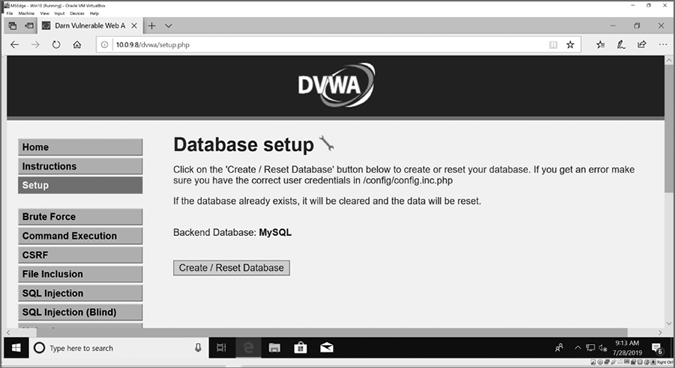 MSEdge - Win10 [Running] - Oracle VM VirtualBox
File Machine View Input Devices Help
Darn Vulnerable Web A
10.0.9.8/dvwa/setup.php
DVWA
Home
Instructions
Setup
Brute Force
Command Execution
CSRF
File Inclusion
SQL Injection
SQL Injection (Blind)
Database setup
Click on the 'Create / Reset Database' button below to create or reset your database. If you get an error make
sure you have the correct user credentials in /config/config.inc.php
If the database already exists, it will be cleared and the data will be reset.
Backend Database: MySQL
Create / Reset Database
Type here to search
9:13 AM
7/28/2019
Right Ctrl